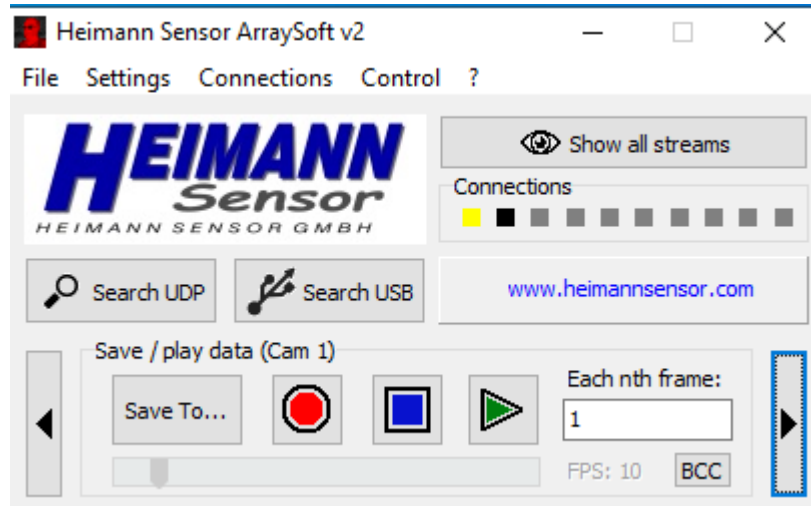 Heimann Sensor ArraySoft v2
File Settings Connections Control ?
HEIMANN
Sensor
HEIMANN SENSOR GMBH
Show all streams
Connections
Search UDP
Search USB
www.heimannsensor.com
Save / play data (Cam 1)
Save To...
Each nth frame:
1
FPS: 10
BCC